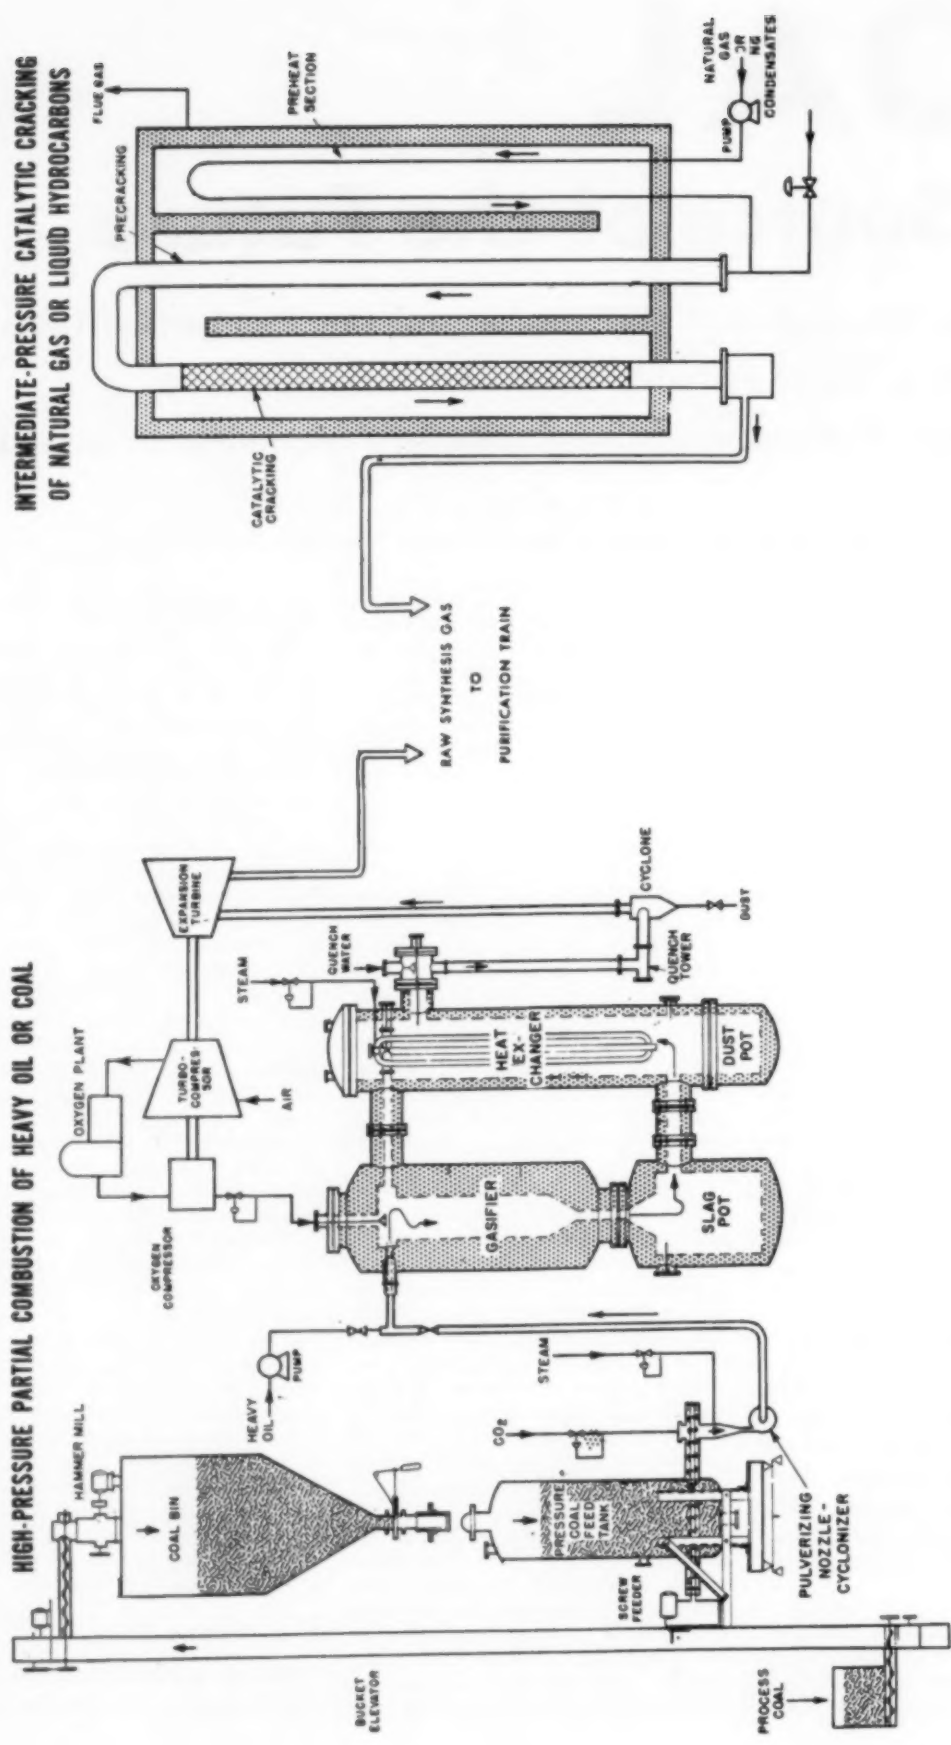 HIGH-PRESSURE PARTIAL COMBUSTION OF HEAVY OIL OR COAL
HAMMER MILL
COAL BIN
BUCKET
ELEVATOR
PROCESS
COAL
SCREW
FEEDER
PRESSURE
COAL
FEED
TANK
PULVERIZING
NOZZLE-
CYCLONIZER
CO2
STEAM
HEAVY
OIL
PUMP
OXYGEN
COMPRESSOR
OXYGEN PLANT
TURBO-
COMPRES-
SOR
AIR
EXPANSION
TURBINE
GASIFIER
SLAG
POT
STEAM
QUENCH
WATER
HEAT
EX-
CHANGER
DUST
POT
QUENCH
TOWER
CYCLONE
DUST
RAW SYNTHESIS GAS
TO
PURIFICATION TRAIN
INTERMEDIATE-PRESSURE CATALYTIC CRACKING
OF NATURAL GAS OR LIQUID HYDROCARBONS
CATALYTIC
CRACKING
PRECRACKING
FLUE GAS
PREHEAT
SECTION
PUMP
NATURAL
GAS
OR
NG
CONDENSATES